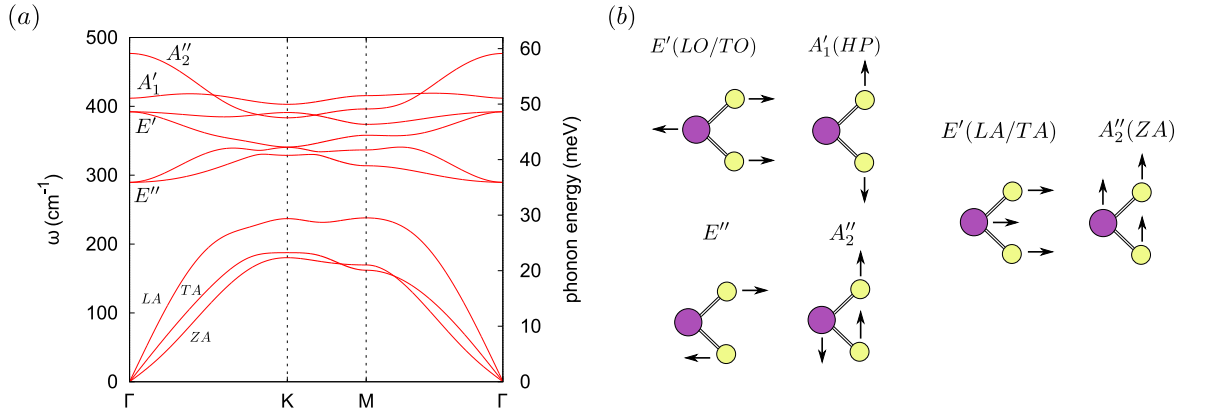 (a)
500
400
300
200
100
0
ω (cm⁻¹)
A₂″
A₁′
E′
E″
LA
TA
ZA
Γ
K
M
Γ
60
50
40
30
20
10
0
phonon energy (meV)
(b)
E′(LO/TO)
A₁′(HP)
E′(LA/TA)
A₂″(ZA)
E″
A₂″